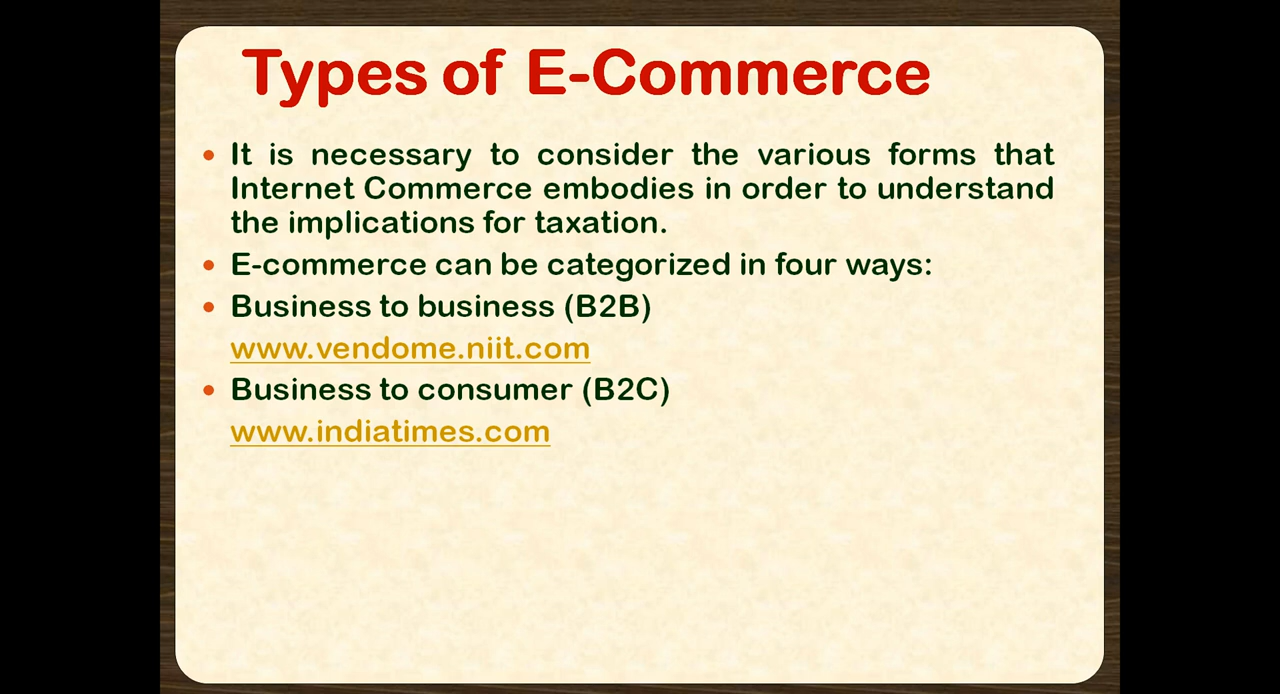 Types of E-Commerce
• It is necessary to consider the various forms that
Internet Commerce embodies in order to understand
the implications for taxation.
• E-commerce can be categorized in four ways:
• Business to business (B2B)
www.vendome.niit.com
• Business to consumer (B2C)
www.indiatimes.com